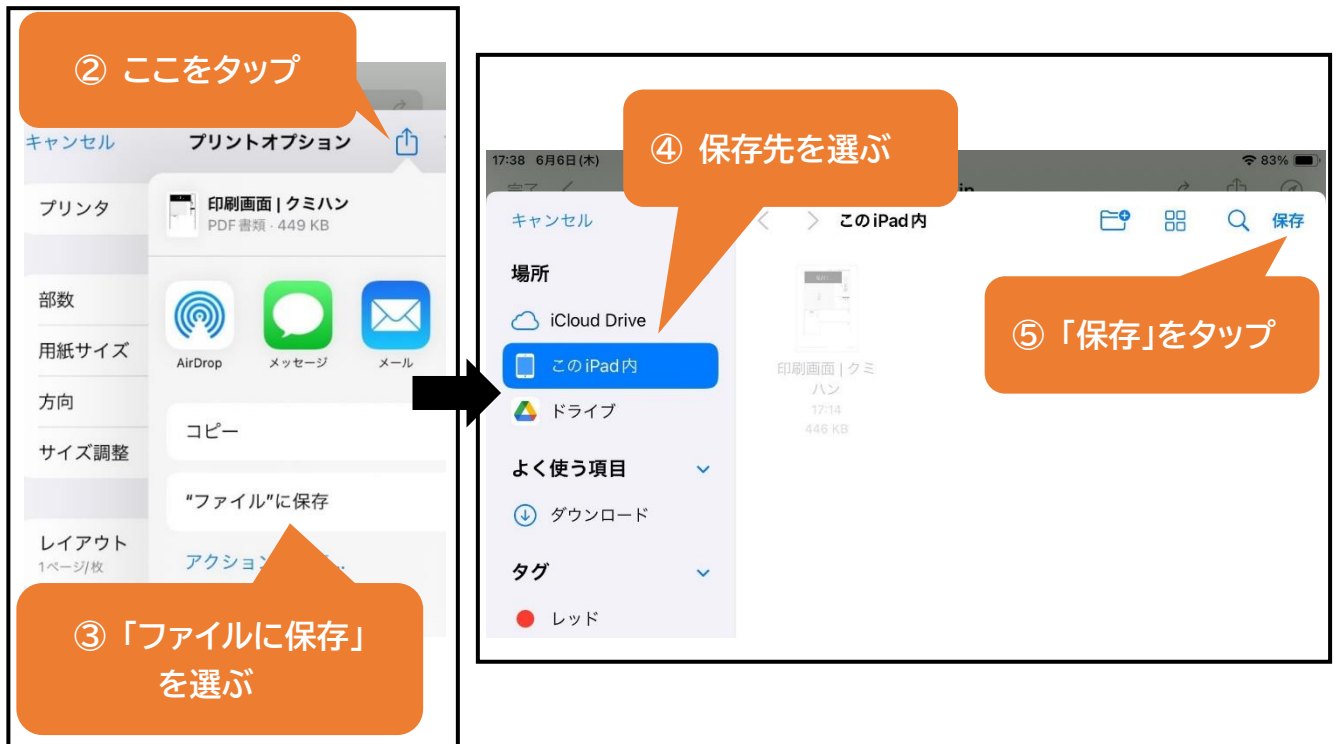 ② ここをタップ
キャンセル
プリントオプション
プリンタ
印刷画面 | クミハン
PDF書類・449 KB
部数
用紙サイズ
方向
サイズ調整
レイアウト
1ページ/枚
AirDrop
メッセージ
メール
コピー
“ファイル”に保存
③「ファイルに保存」
を選ぶ
④ 保存先を選ぶ
17:38 6月6日(木)
83%
キャンセル
このiPad内
保存
場所
iCloud Drive
このiPad内
ドライブ
よく使う項目
ダウンロード
タグ
レッド
印刷画面 | クミ
ハン
17:14
446 KB
⑤「保存」をタップ